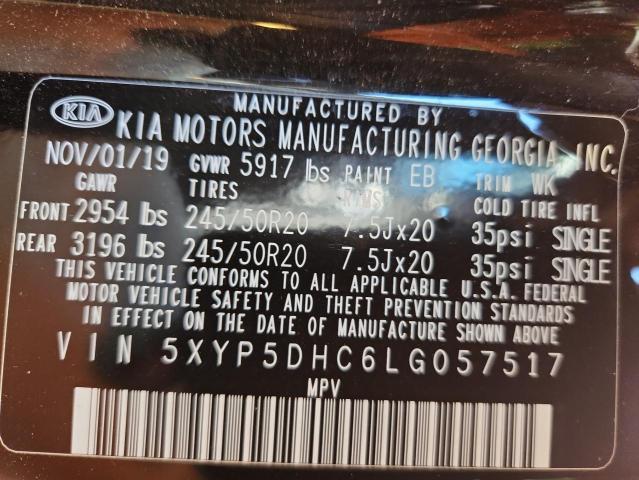 MANUFACTURED BY
KIA KIA MOTORS MANUFACTURING GEORGIA, INC.
NOV/01/19 GVWR 5917 lbs PAINT EB TRIM WK
GAWR TIRES RIMS COLD TIRE INFL
FRONT 2954 lbs 245/50R20 7.5Jx20 35psi SINGLE
REAR 3196 lbs 245/50R20 7.5Jx20 35psi SINGLE
THIS VEHICLE CONFORMS TO ALL APPLICABLE U.S.A. FEDERAL
MOTOR VEHICLE SAFETY AND THEFT PREVENTION STANDARDS
IN EFFECT ON THE DATE OF MANUFACTURE SHOWN ABOVE
VIN 5XYP5DHC6LG057517
MPV